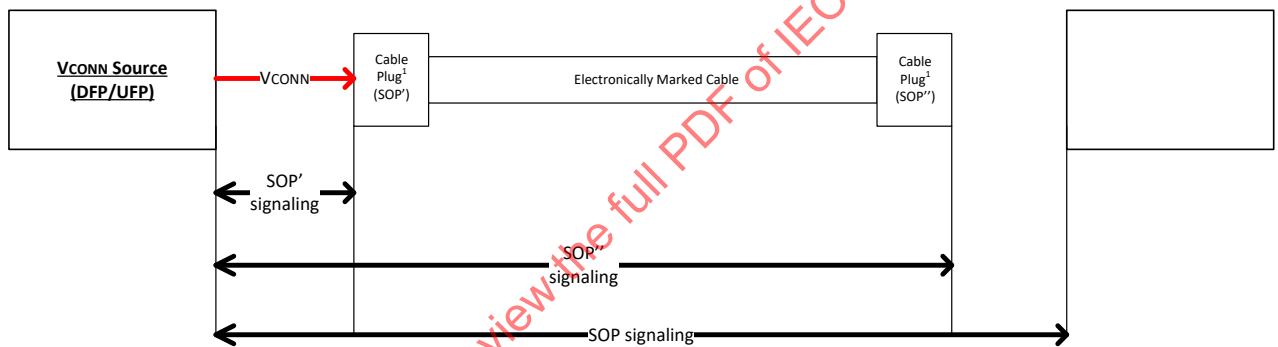 VCONN Source
(DFP/UFP)
VCONN
Cable
Plug1
(SOP')
Electronically Marked Cable
Cable
Plug1
(SOP'')
SOP'
signaling
SOP''
signaling
SOP signaling
view the full PDF of IEC